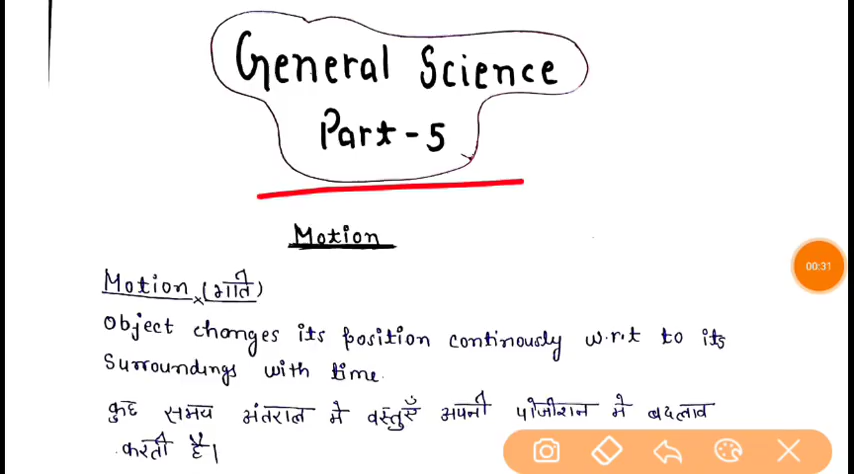 General Science
Part-5
Motion
00:31
Motion (गति)
Object changes its position continously w.r.t to its
Surroundings with time.
कुछ समय अंतराल मे वस्तुएँ अपनी पोजीशन मे बदलाव
करती है।